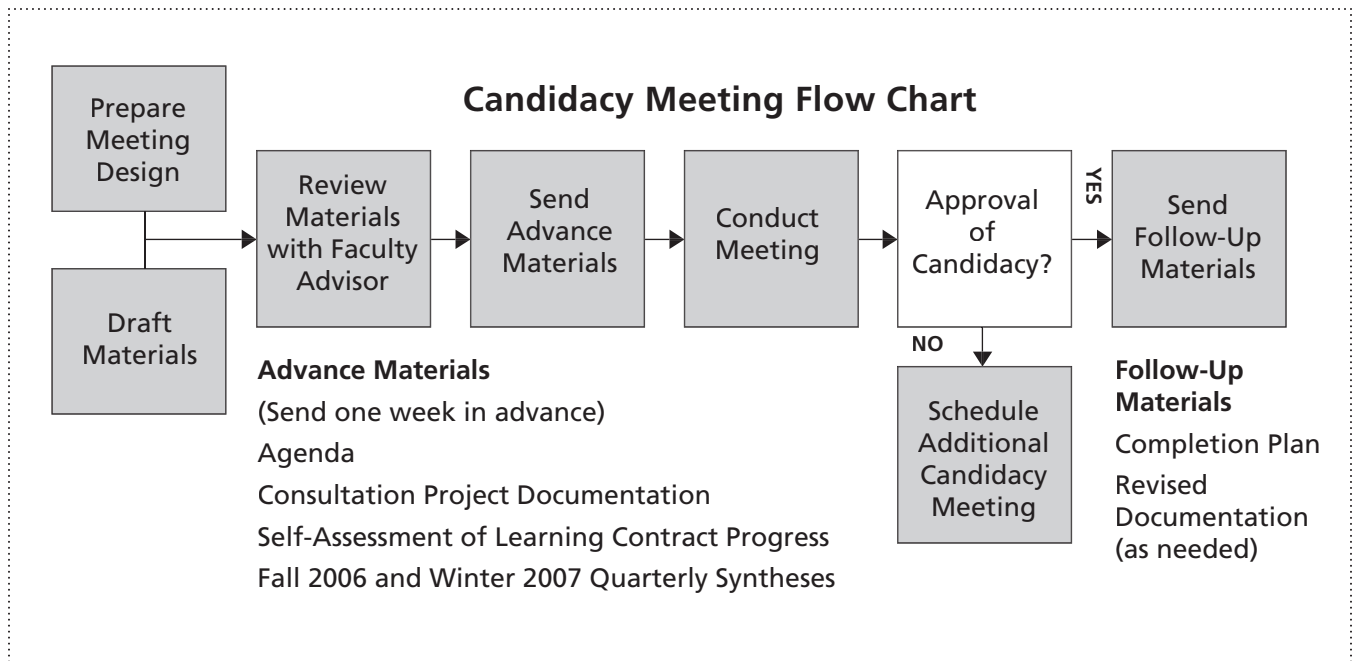 Candidacy Meeting Flow Chart
Prepare
Meeting
Design
Draft
Materials
Review
Materials
with Faculty
Advisor
Send
Advance
Materials
Conduct
Meeting
Approval
of
Candidacy?
YES
Send
Follow-Up
Materials
NO
Schedule
Additional
Candidacy
Meeting
Advance Materials
(Send one week in advance)
Agenda
Consultation Project Documentation
Self-Assessment of Learning Contract Progress
Fall 2006 and Winter 2007 Quarterly Syntheses
Follow-Up
Materials
Completion Plan
Revised
Documentation
(as needed)